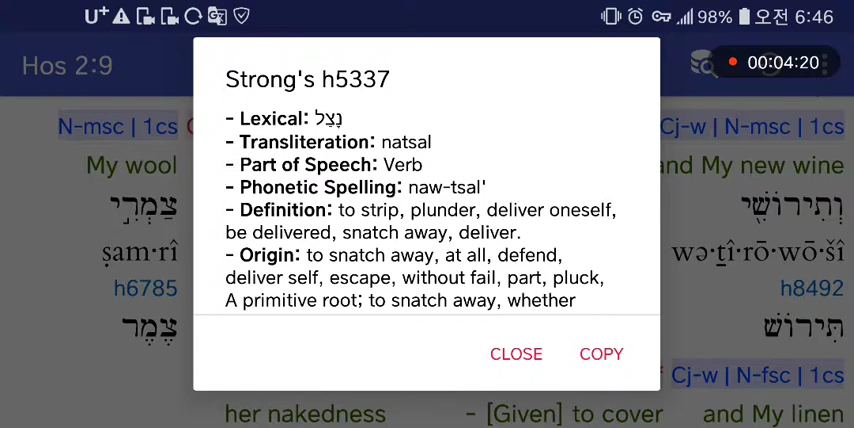 U+ 98% 오전 6:46
Hos 2:9
00:04:20
Strong's h5337
- Lexical: נָצַל
- Transliteration: natsal
- Part of Speech: Verb
- Phonetic Spelling: naw-tsal'
- Definition: to strip, plunder, deliver oneself,
be delivered, snatch away, deliver.
- Origin: to snatch away, at all, defend,
deliver self, escape, without fail, part, pluck,
A primitive root; to snatch away, whether
CLOSE COPY
N-msc | 1cs
Cj-w | N-msc | 1cs
My wool
and My new wine
צַמְרִ֣י
וְתִירוֹשִׁ֖י
ṣam·rî
wə·ṯî·rō·wō·šî
h6785
h8492
צֶמֶר
תִּירוֹשׁ
Cj-w | N-fsc | 1cs
her nakedness - [Given] to cover and My linen